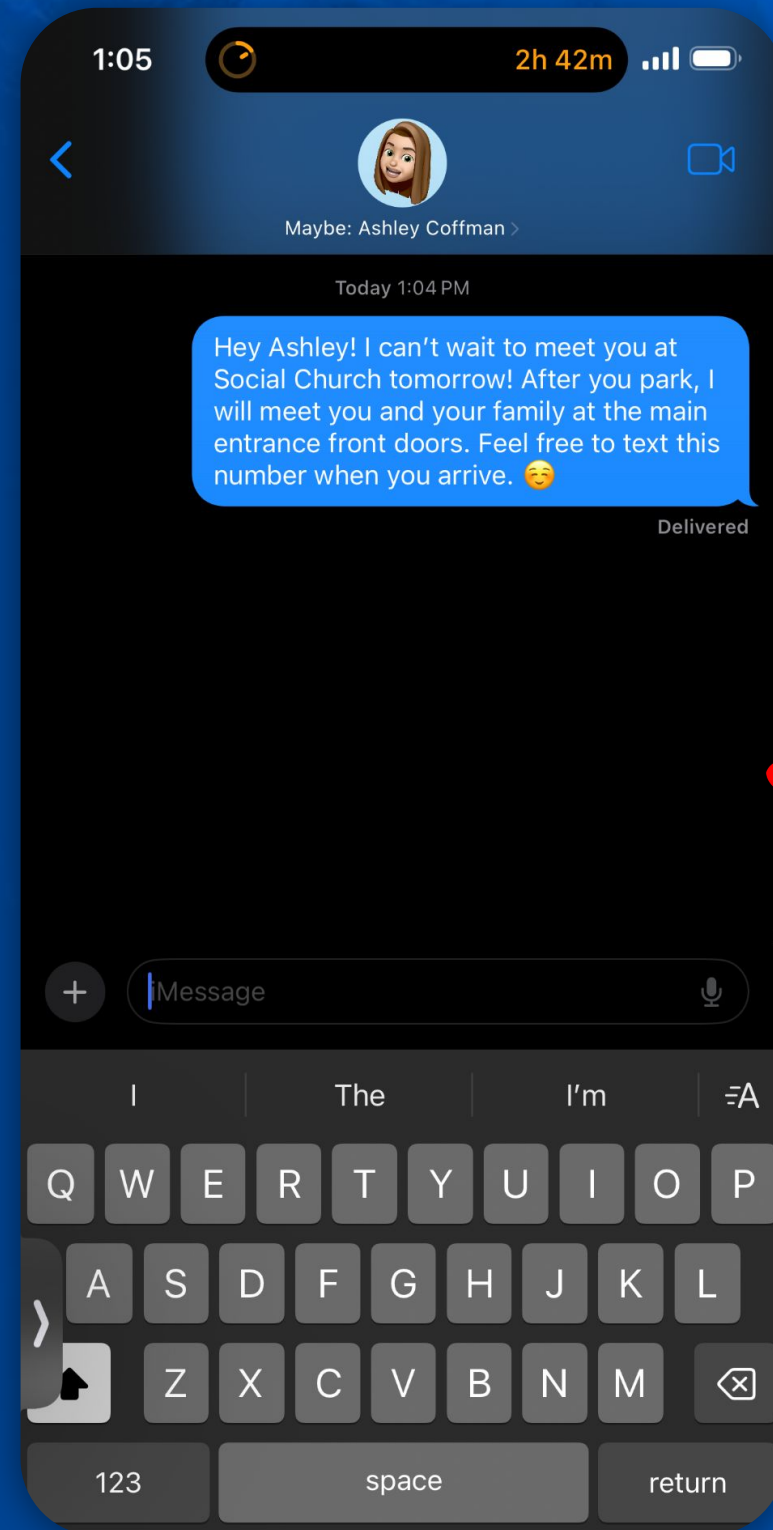 1:05 2h 42m
Maybe: Ashley Coffman
Today 1:04 PM
Hey Ashley! I can’t wait to meet you at
Social Church tomorrow! After you park, I
will meet you and your family at the main
entrance front doors. Feel free to text this
number when you arrive. ☺️
Delivered
iMessage
I The I’m A
Q W E R T Y U I O P
A S D F G H J K L
Z X C V B N M
123 space return